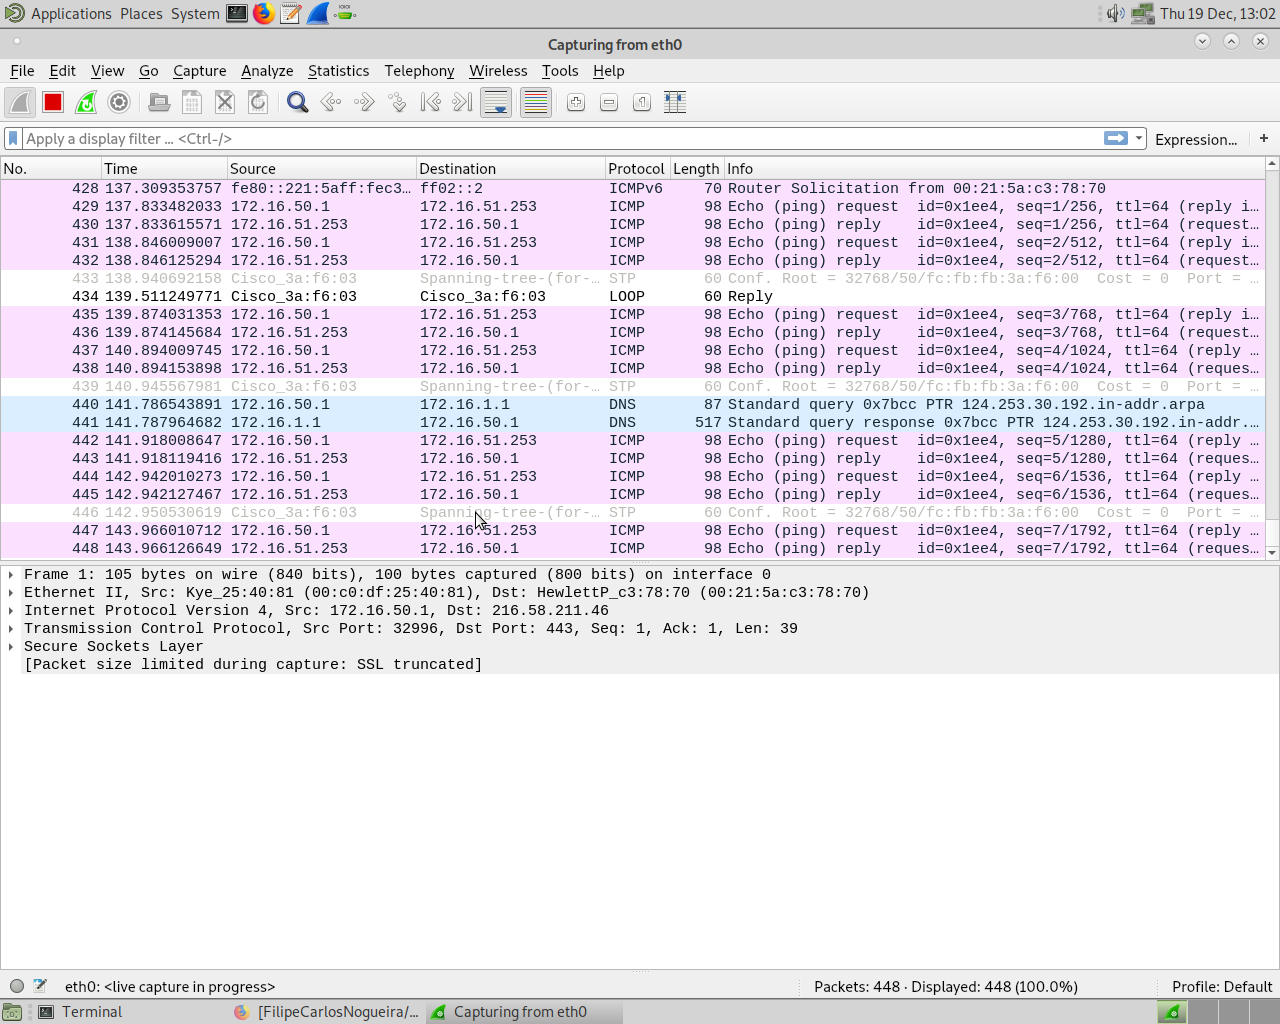 Applications Places System Thu 19 Dec, 13:02
Capturing from eth0
File Edit View Go Capture Analyze Statistics Telephony Wireless Tools Help
Apply a display filter ... <Ctrl-/> Expression... +
No. Time Source Destination Protocol Length Info
428 137.309353757 fe80::221:5aff:fec3… ff02::2 ICMPv6 70 Router Solicitation from 00:21:5a:c3:78:70
429 137.833482033 172.16.50.1 172.16.51.253 ICMP 98 Echo (ping) request id=0x1ee4, seq=1/256, ttl=64 (reply i…
430 137.833615571 172.16.51.253 172.16.50.1 ICMP 98 Echo (ping) reply id=0x1ee4, seq=1/256, ttl=64 (request…
431 138.846009007 172.16.50.1 172.16.51.253 ICMP 98 Echo (ping) request id=0x1ee4, seq=2/512, ttl=64 (reply i…
432 138.846125294 172.16.51.253 172.16.50.1 ICMP 98 Echo (ping) reply id=0x1ee4, seq=2/512, ttl=64 (request…
433 138.940692158 Cisco_3a:f6:03 Spanning-tree-(for-… STP 60 Conf. Root = 32768/50/fc:fb:fb:3a:f6:00 Cost = 0 Port = …
434 139.511249771 Cisco_3a:f6:03 Cisco_3a:f6:03 LOOP 60 Reply
435 139.874031353 172.16.50.1 172.16.51.253 ICMP 98 Echo (ping) request id=0x1ee4, seq=3/768, ttl=64 (reply i…
436 139.874145684 172.16.51.253 172.16.50.1 ICMP 98 Echo (ping) reply id=0x1ee4, seq=3/768, ttl=64 (request…
437 140.894009745 172.16.50.1 172.16.51.253 ICMP 98 Echo (ping) request id=0x1ee4, seq=4/1024, ttl=64 (reply …
438 140.894153898 172.16.51.253 172.16.50.1 ICMP 98 Echo (ping) reply id=0x1ee4, seq=4/1024, ttl=64 (reques…
439 140.945567981 Cisco_3a:f6:03 Spanning-tree-(for-… STP 60 Conf. Root = 32768/50/fc:fb:fb:3a:f6:00 Cost = 0 Port = …
440 141.786543891 172.16.50.1 172.16.1.1 DNS 87 Standard query 0x7bcc PTR 124.253.30.192.in-addr.arpa
441 141.787964682 172.16.1.1 172.16.50.1 DNS 517 Standard query response 0x7bcc PTR 124.253.30.192.in-addr.…
442 141.918008647 172.16.50.1 172.16.51.253 ICMP 98 Echo (ping) request id=0x1ee4, seq=5/1280, ttl=64 (reply …
443 141.918119416 172.16.51.253 172.16.50.1 ICMP 98 Echo (ping) reply id=0x1ee4, seq=5/1280, ttl=64 (reques…
444 142.942010273 172.16.50.1 172.16.51.253 ICMP 98 Echo (ping) request id=0x1ee4, seq=6/1536, ttl=64 (reply …
445 142.942127467 172.16.51.253 172.16.50.1 ICMP 98 Echo (ping) reply id=0x1ee4, seq=6/1536, ttl=64 (reques…
446 142.950530619 Cisco_3a:f6:03 Spanning-tree-(for-… STP 60 Conf. Root = 32768/50/fc:fb:fb:3a:f6:00 Cost = 0 Port = …
447 143.966010712 172.16.50.1 172.16.51.253 ICMP 98 Echo (ping) request id=0x1ee4, seq=7/1792, ttl=64 (reply …
448 143.966126649 172.16.51.253 172.16.50.1 ICMP 98 Echo (ping) reply id=0x1ee4, seq=7/1792, ttl=64 (reques…
Frame 1: 105 bytes on wire (840 bits), 100 bytes captured (800 bits) on interface 0
Ethernet II, Src: Kye_25:40:81 (00:c0:df:25:40:81), Dst: HewlettP_c3:78:70 (00:21:5a:c3:78:70)
Internet Protocol Version 4, Src: 172.16.50.1, Dst: 216.58.211.46
Transmission Control Protocol, Src Port: 32996, Dst Port: 443, Seq: 1, Ack: 1, Len: 39
Secure Sockets Layer
[Packet size limited during capture: SSL truncated]
eth0: <live capture in progress> Packets: 448 · Displayed: 448 (100.0%) Profile: Default
Terminal [FilipeCarlosNogueira/... Capturing from eth0